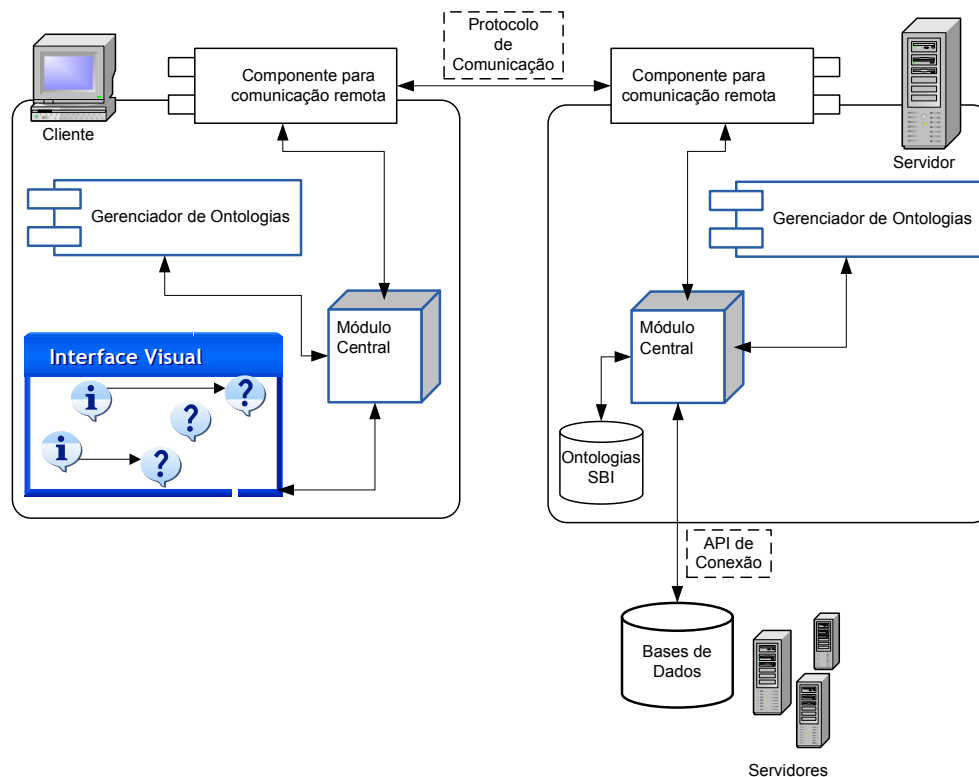 Protocolo
de
Comunicação
Componente para
comunicação remota
Componente para
comunicação remota
Cliente
Servidor
Gerenciador de Ontologias
Gerenciador de Ontologias
Módulo
Central
Módulo
Central
Interface Visual
i
?
?
i
?
Ontologias
SBI
API de
Conexão
Bases de
Dados
Servidores